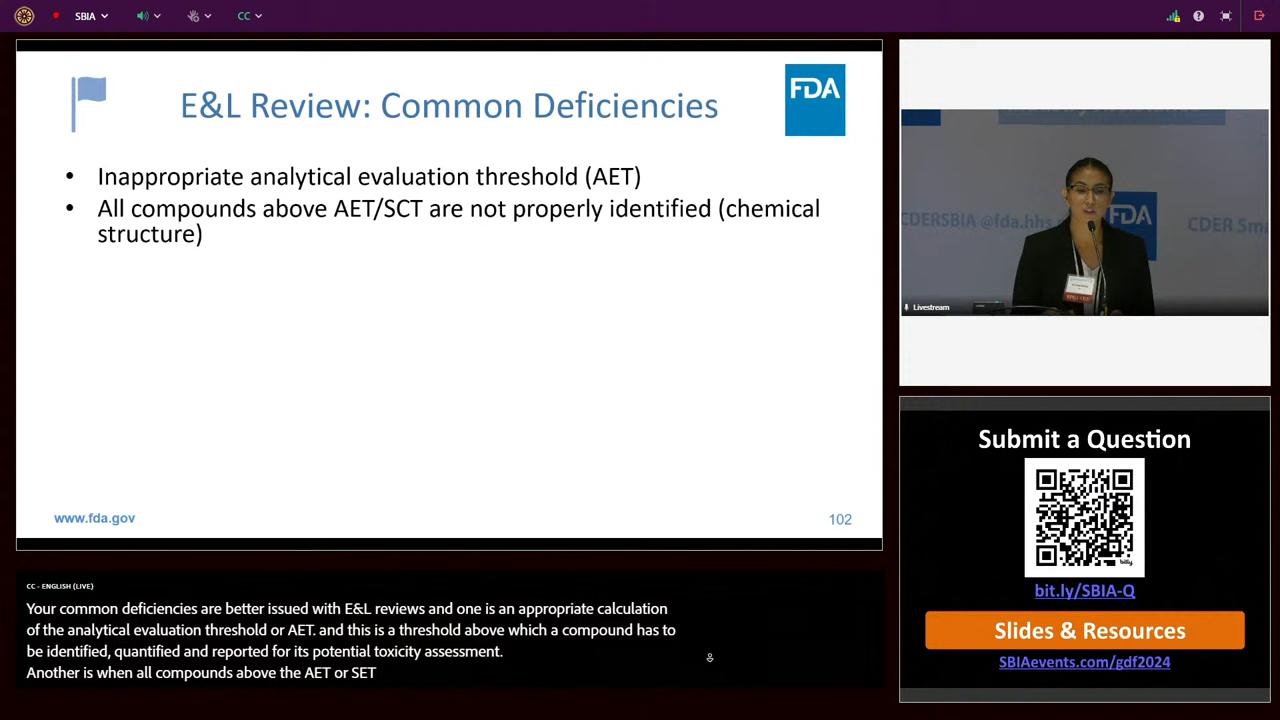 SBIA
CC
E&L Review: Common Deficiencies
FDA
• Inappropriate analytical evaluation threshold (AET)
• All compounds above AET/SCT are not properly identified (chemical
structure)
www.fda.gov
102
CDERSBIA @fda.hhs
FDA
CDER Sma
Livestream
Submit a Question
bitly
bit.ly/SBIA-Q
Slides & Resources
SBIAevents.com/gdf2024
CC - ENGLISH (LIVE)
Your common deficiencies are better issued with E&L reviews and one is an appropriate calculation
of the analytical evaluation threshold or AET. and this is a threshold above which a compound has to
be identified, quantified and reported for its potential toxicity assessment.
Another is when all compounds above the AET or SET